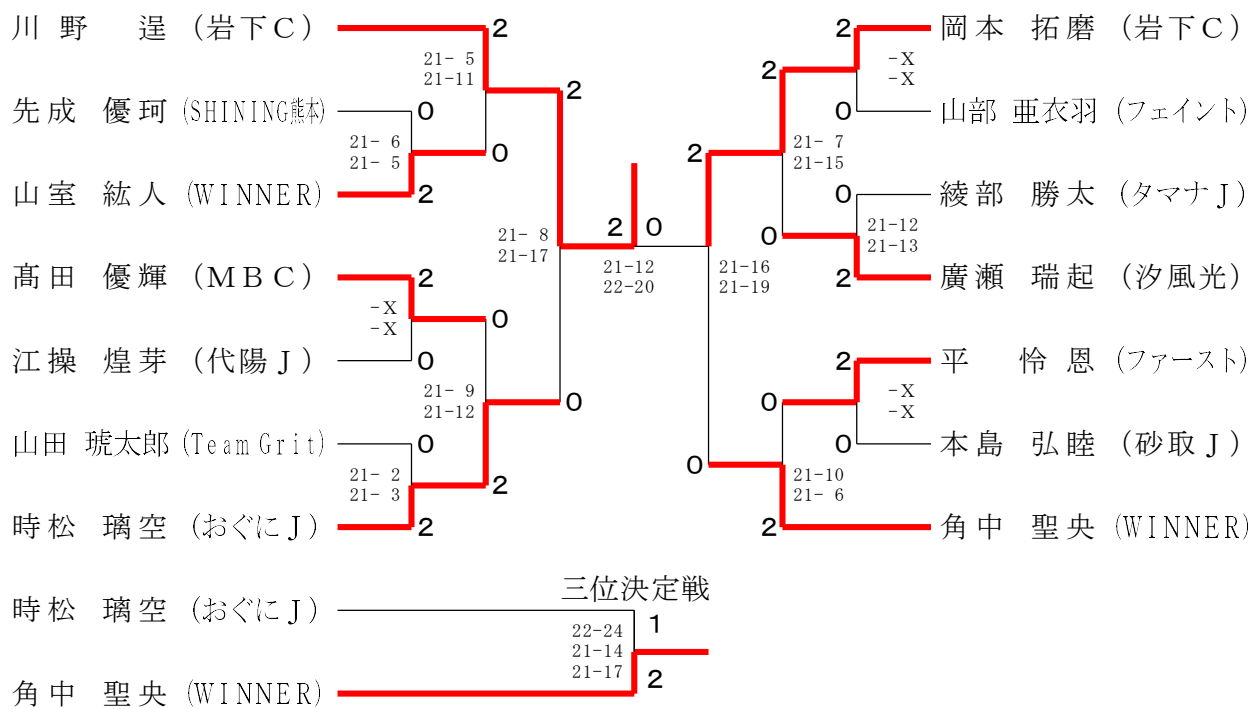 川野 逞 (岩下C)
2
21- 5
21-11
先成 優珂 (SHINING熊本)
0
21- 6
21- 5
0
山室 紘人 (WINNER)
2
2
21- 8
21-17
髙田 優輝 (MBC)
2
-X
-X
0
江操 煌芽 (代陽J)
0
21- 9
21-12
0
山田 琥太郎 (Team Grit)
0
21- 2
21- 3
2
時松 璃空 (おぐにJ)
2
2 0
21-12
22-20
2 岡本 拓磨 (岩下C)
-X
-X
2
0 山部 亜衣羽 (フェイント)
21- 7
21-15
2
0 綾部 勝太 (タマナJ)
21-12
21-13
0
2 廣瀬 瑞起 (汐風光)
21-16
21-19
2 平 怜恩 (ファースト)
-X
-X
0
0 本島 弘睦 (砂取J)
0
21-10
21- 6
2 角中 聖央 (WINNER)
三位決定戦
時松 璃空 (おぐにJ)
1
22-24
21-14
21-17
角中 聖央 (WINNER)
2